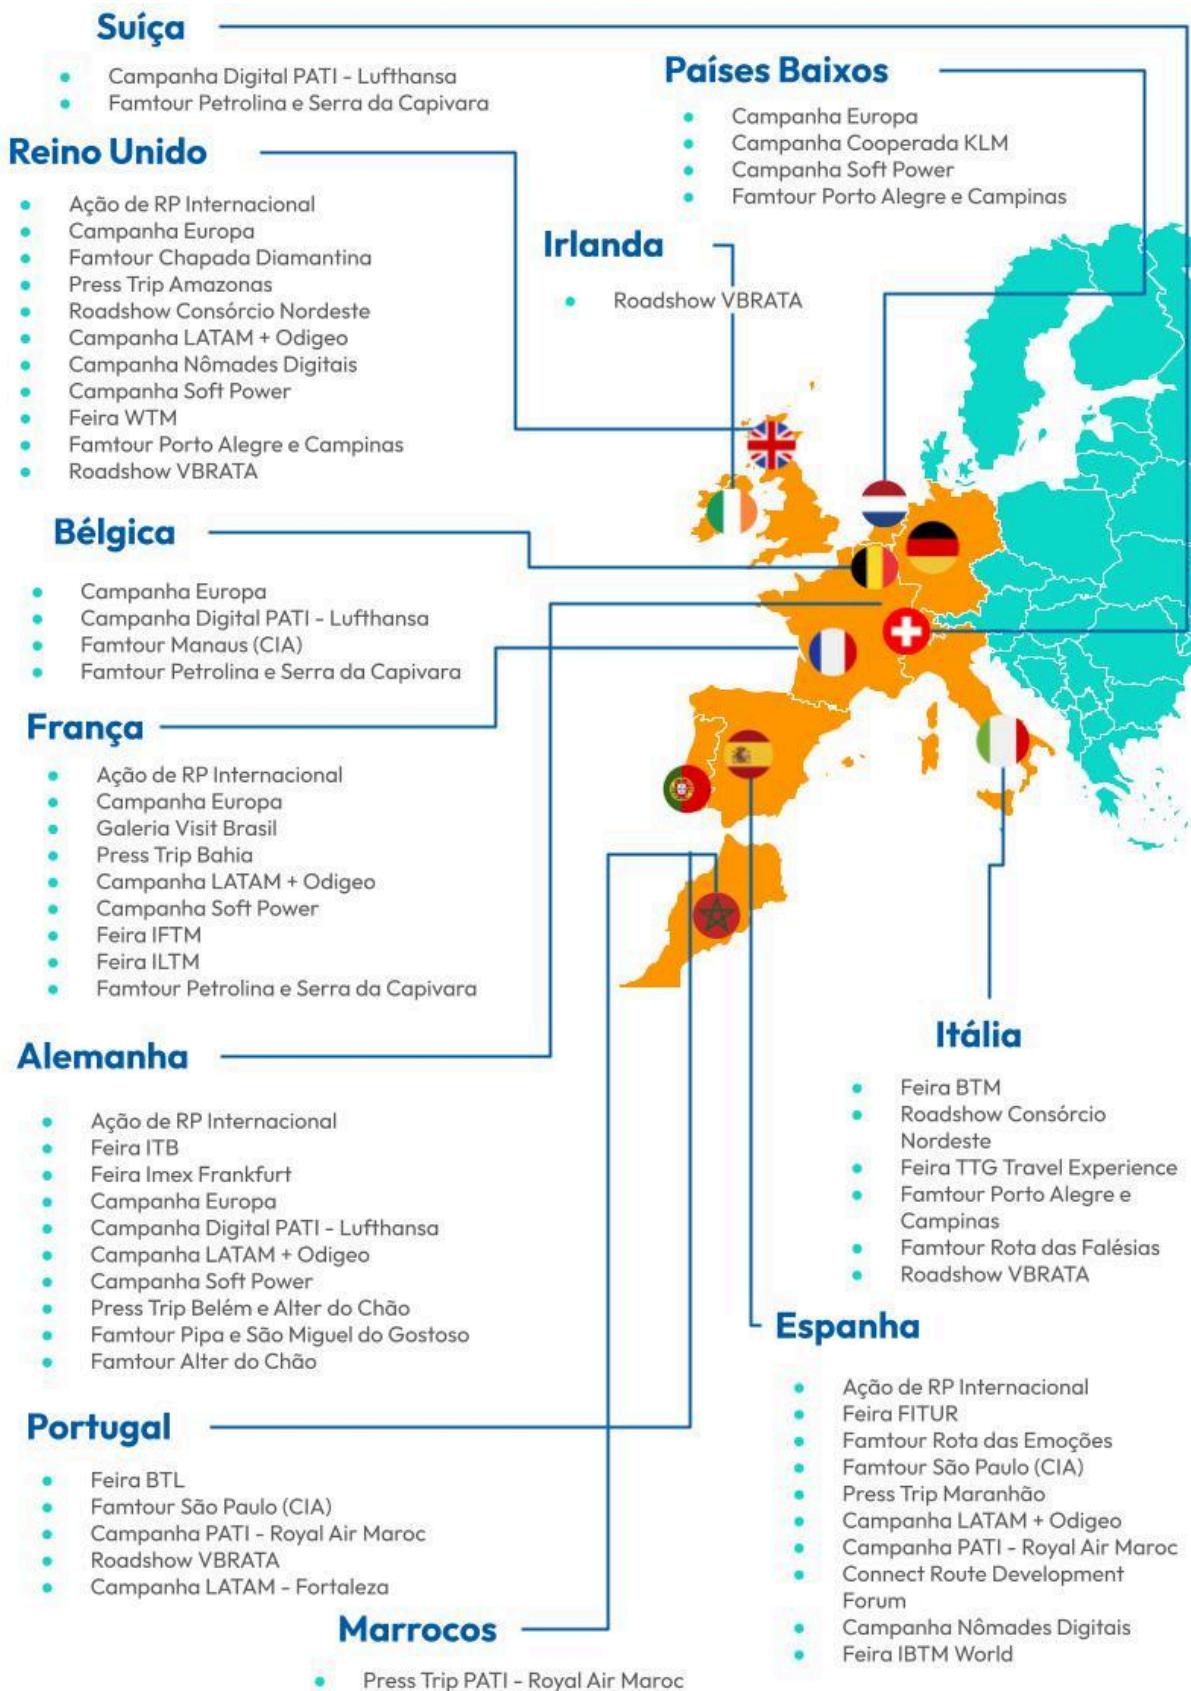 Suíça
Campanha Digital PATI - Lufthansa
Famtour Petrolina e Serra da Capivara
Países Baixos
Campanha Europa
Campanha Cooperada KLM
Campanha Soft Power
Famtour Porto Alegre e Campinas
Reino Unido
Ação de RP Internacional
Campanha Europa
Famtour Chapada Diamantina
Press Trip Amazonas
Roadshow Consórcio Nordeste
Campanha LATAM + Odigeo
Campanha Nômades Digitais
Campanha Soft Power
Feira WTM
Famtour Porto Alegre e Campinas
Roadshow VBRATA
Irlanda
Roadshow VBRATA
Bélgica
Campanha Europa
Campanha Digital PATI - Lufthansa
Famtour Manaus (CIA)
Famtour Petrolina e Serra da Capivara
França
Ação de RP Internacional
Campanha Europa
Galeria Visit Brasil
Press Trip Bahia
Campanha LATAM + Odigeo
Campanha Soft Power
Feira IFTM
Feira ILTM
Famtour Petrolina e Serra da Capivara
Alemanha
Ação de RP Internacional
Feira ITB
Feira Imex Frankfurt
Campanha Europa
Campanha Digital PATI - Lufthansa
Campanha LATAM + Odigeo
Campanha Soft Power
Press Trip Belém e Alter do Chão
Famtour Pipa e São Miguel do Gostoso
Famtour Alter do Chão
Itália
Feira BTM
Roadshow Consórcio
Nordeste
Feira TTG Travel Experience
Famtour Porto Alegre e
Campinas
Famtour Rota das Falésias
Roadshow VBRATA
Portugal
Feira BTL
Famtour São Paulo (CIA)
Campanha PATI - Royal Air Maroc
Roadshow VBRATA
Campanha LATAM - Fortaleza
Espanha
Ação de RP Internacional
Feira FITUR
Famtour Rota das Emoções
Famtour São Paulo (CIA)
Press Trip Maranhão
Campanha LATAM + Odigeo
Campanha PATI - Royal Air Maroc
Connect Route Development
Forum
Campanha Nômades Digitais
Feira IBTM World
Marrocos
Press Trip PATI - Royal Air Maroc